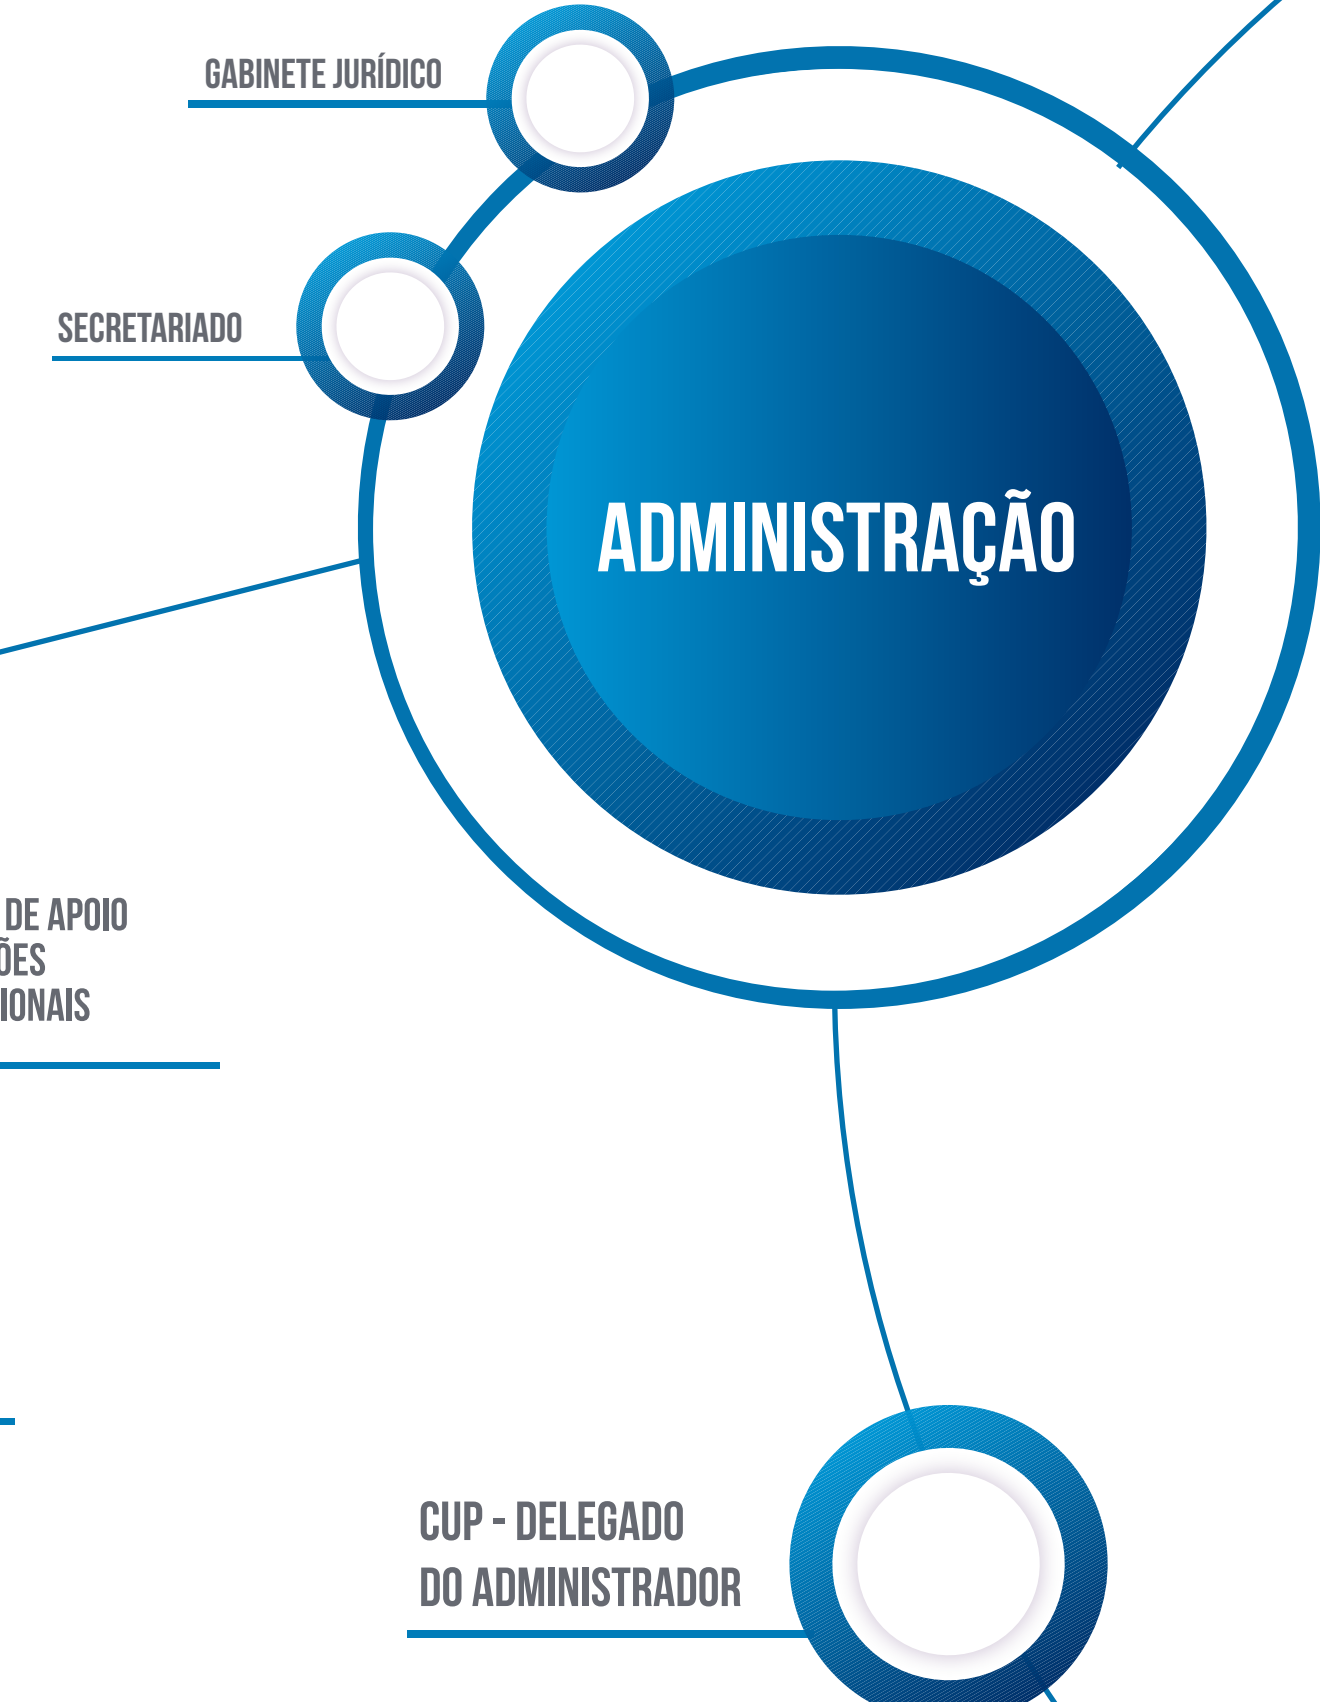 GABINETE JURÍDICO
SECRETARIADO
ADMINISTRAÇÃO
DE APOIO
ÕES
IONAIS
CUP - DELEGADO
DO ADMINISTRADOR